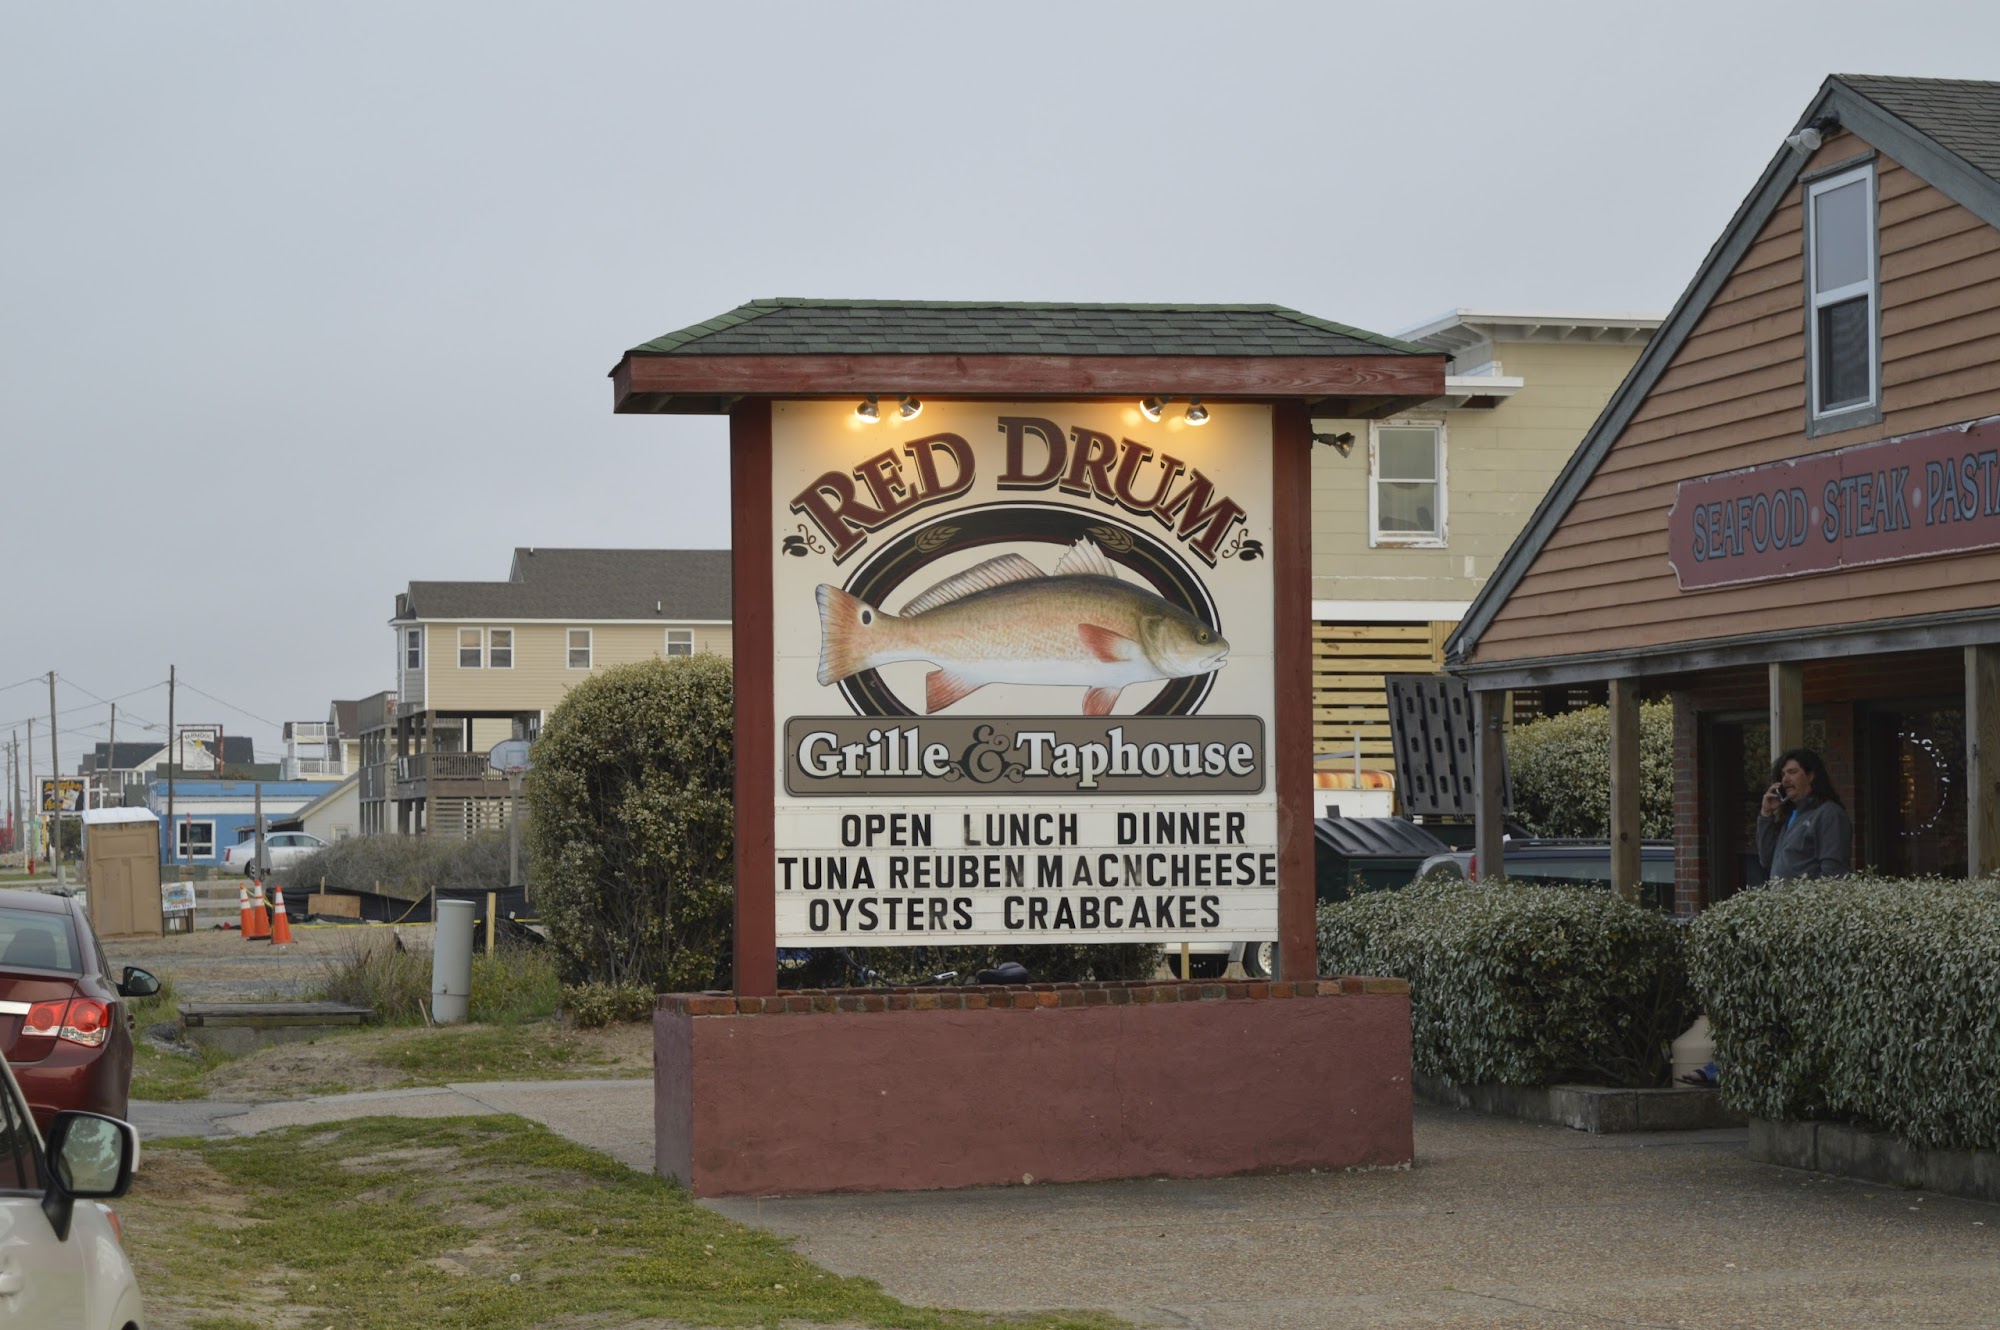 RED DRUM
Grille & Taphouse
OPEN LUNCH DINNER
TUNA REUBEN MACNCHEESE
OYSTERS CRABCAKES
SEAFOOD • STEAK • PASTA